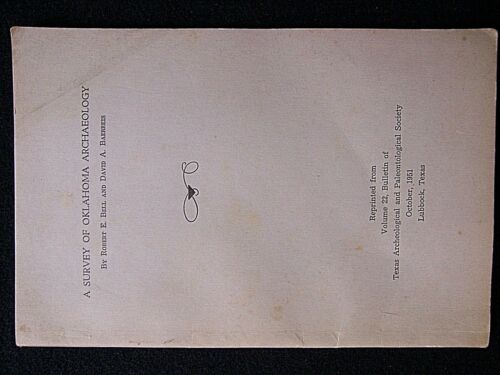 A SURVEY OF OKLAHOMA ARCHAEOLOGY
BY ROBERT E. BELL AND DAVID A. BAERREIS
Reprinted from
Volume 22, Bulletin of
Texas Archeological and Paleontological Society
October, 1951
Lubbock, Texas